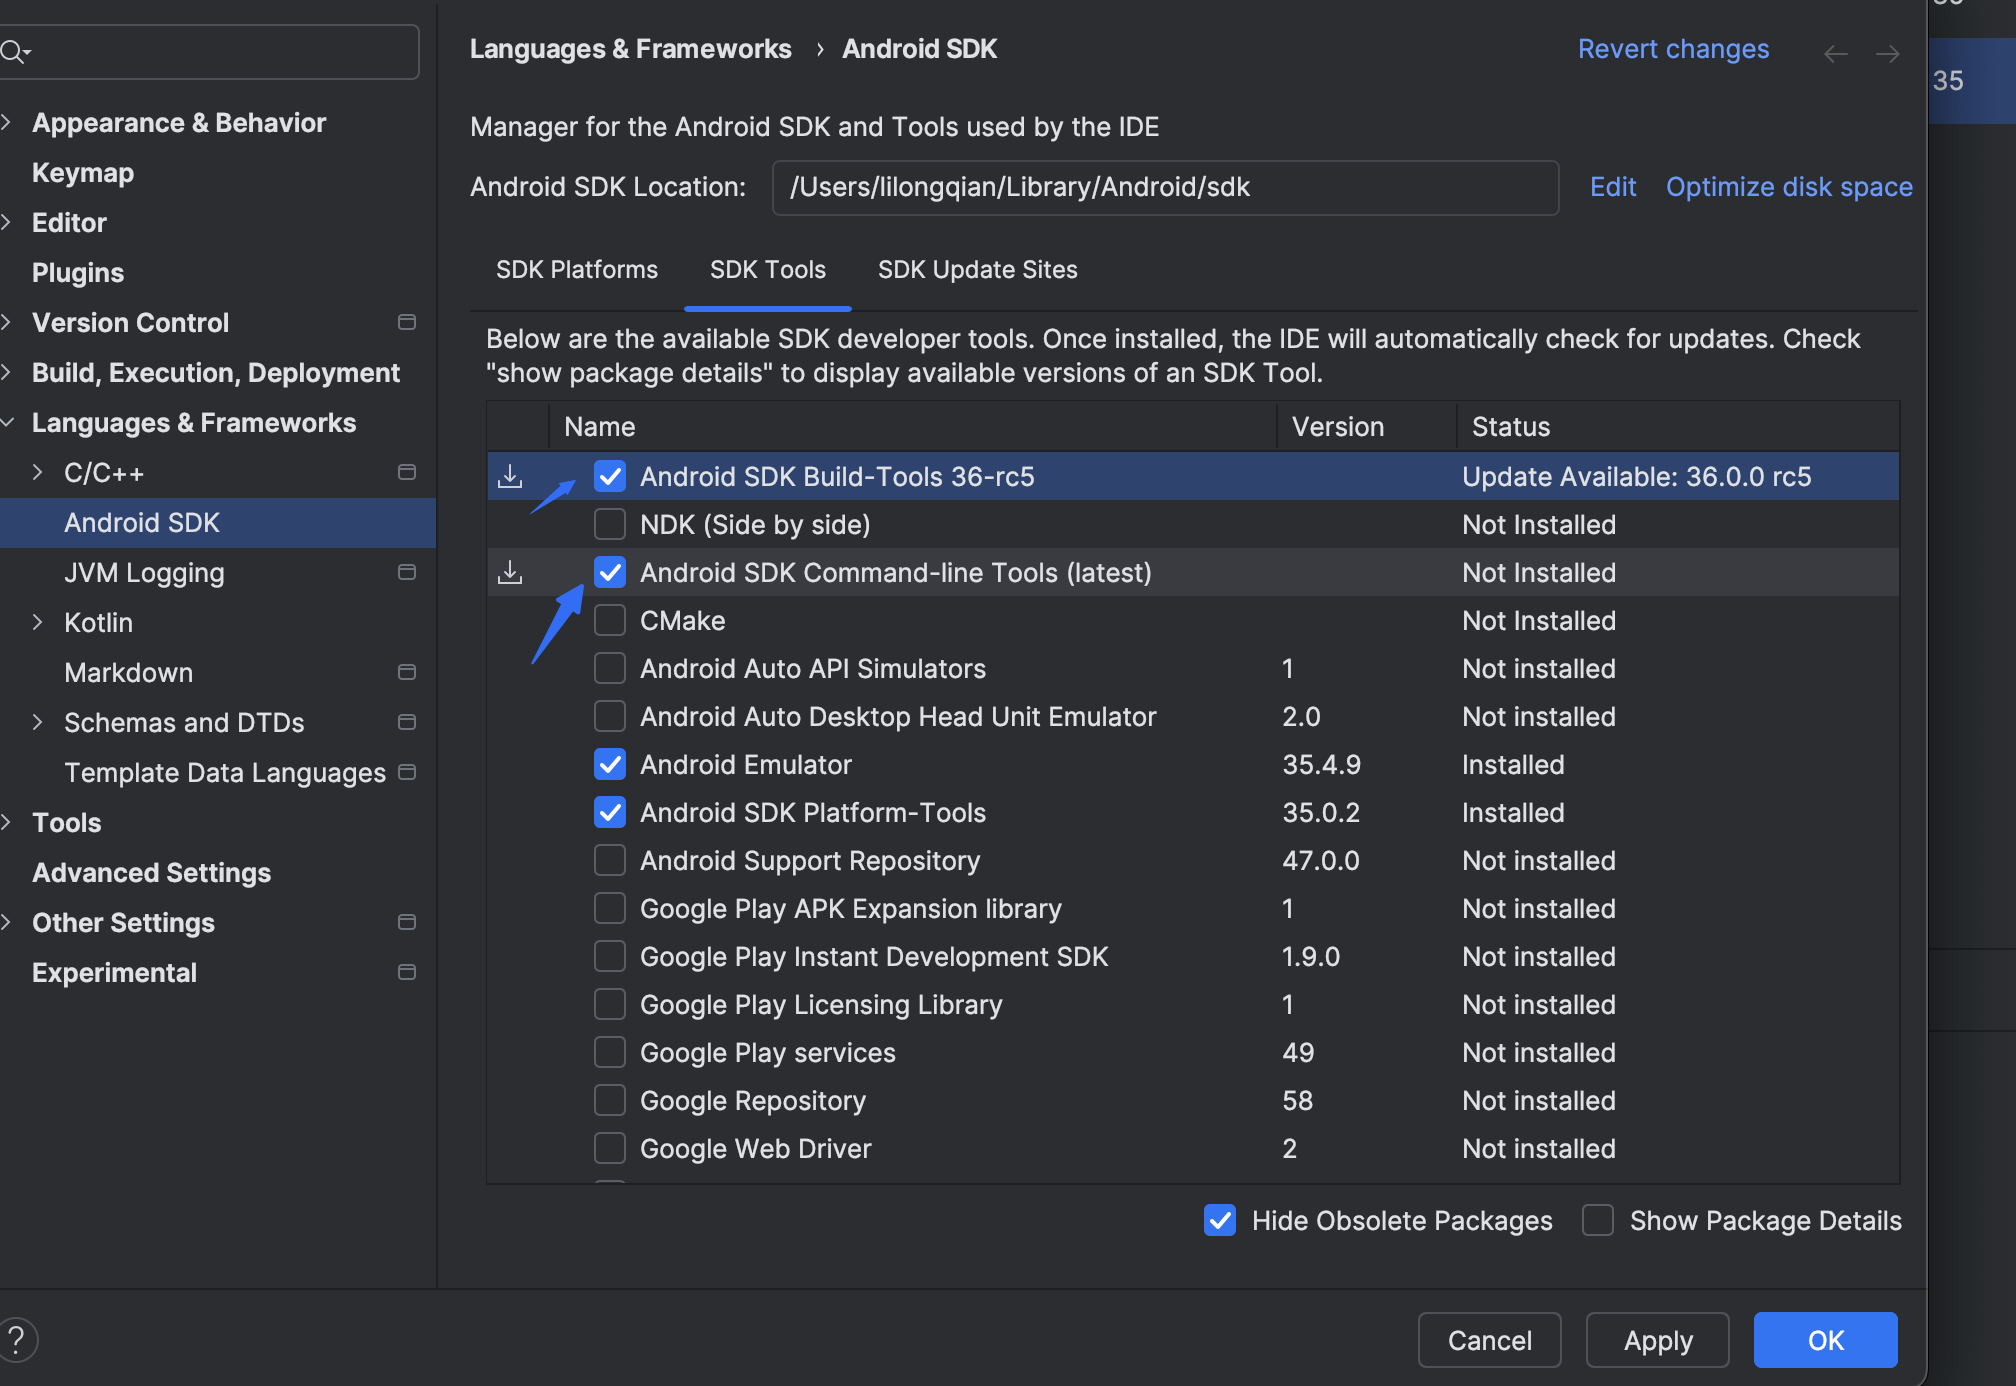 Languages & Frameworks › Android SDK
Revert changes
35
Manager for the Android SDK and Tools used by the IDE
Android SDK Location: /Users/lilongqian/Library/Android/sdk Edit Optimize disk space
SDK Platforms SDK Tools SDK Update Sites
Below are the available SDK developer tools. Once installed, the IDE will automatically check for updates. Check
"show package details" to display available versions of an SDK Tool.
Name Version Status
Android SDK Build-Tools 36-rc5 Update Available: 36.0.0 rc5
NDK (Side by side) Not Installed
Android SDK Command-line Tools (latest) Not Installed
CMake Not Installed
Android Auto API Simulators 1 Not installed
Android Auto Desktop Head Unit Emulator 2.0 Not installed
Android Emulator 35.4.9 Installed
Android SDK Platform-Tools 35.0.2 Installed
Android Support Repository 47.0.0 Not installed
Google Play APK Expansion library 1 Not installed
Google Play Instant Development SDK 1.9.0 Not installed
Google Play Licensing Library 1 Not installed
Google Play services 49 Not installed
Google Repository 58 Not installed
Google Web Driver 2 Not installed
Hide Obsolete Packages Show Package Details
Appearance & Behavior
Keymap
Editor
Plugins
Version Control
Build, Execution, Deployment
Languages & Frameworks
C/C++
Android SDK
JVM Logging
Kotlin
Markdown
Schemas and DTDs
Template Data Languages
Tools
Advanced Settings
Other Settings
Experimental
?
Cancel Apply OK